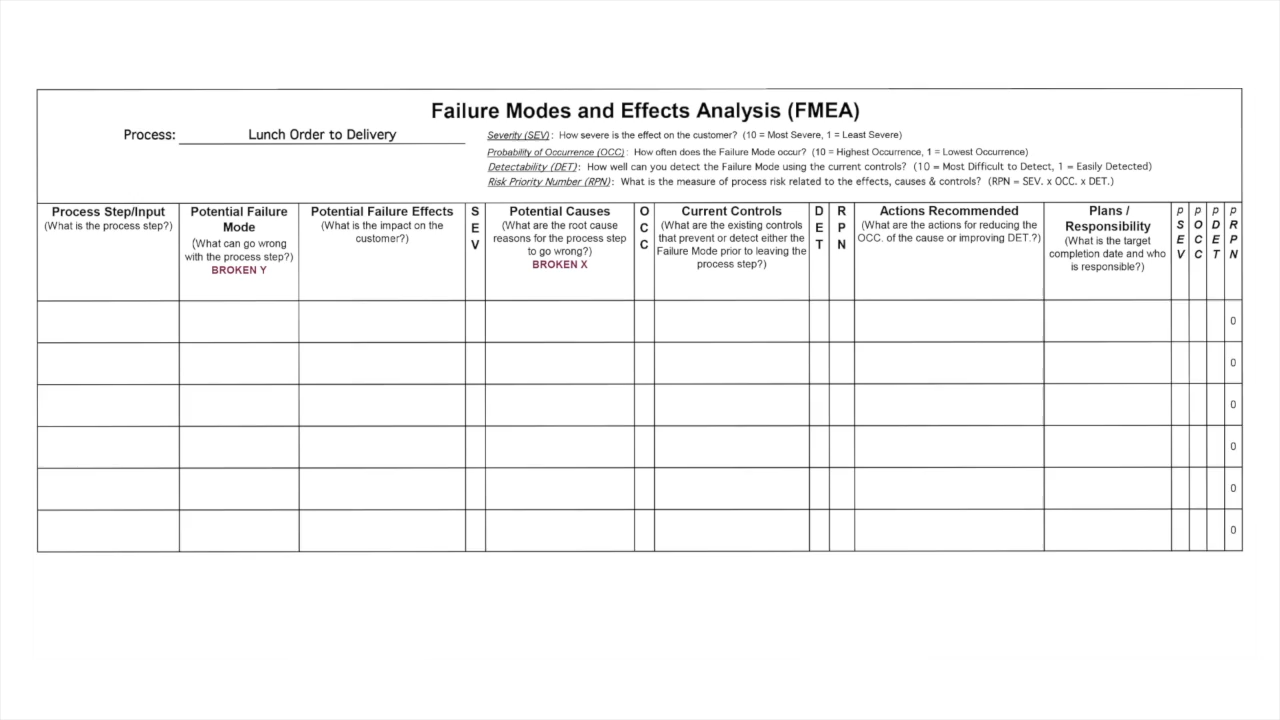 Failure Modes and Effects Analysis (FMEA)
Process: Lunch Order to Delivery
Severity (SEV): How severe is the effect on the customer? (10 = Most Severe, 1 = Least Severe)
Probability of Occurrence (OCC): How often does the Failure Mode occur? (10 = Highest Occurrence, 1 = Lowest Occurrence)
Detectability (DET): How well can you detect the Failure Mode using the current controls? (10 = Most Difficult to Detect, 1 = Easily Detected)
Risk Priority Number (RPN): What is the measure of process risk related to the effects, causes & controls? (RPN = SEV. x OCC. x DET.)
Process Step/Input
(What is the process step?)
Potential Failure
Mode
(What can go wrong
with the process step?)
BROKEN Y
Potential Failure Effects
(What is the impact on the
customer?)
S
E
V
Potential Causes
(What are the root cause
reasons for the process step
to go wrong?)
BROKEN X
O
C
C
Current Controls
(What are the existing controls
that prevent or detect either the
Failure Mode prior to leaving the
process step?)
D
E
T
R
P
N
Actions Recommended
(What are the actions for reducing the
OCC. of the cause or improving DET.?)
Plans /
Responsibility
(What is the target
completion date and who
is responsible?)
p
S
E
V
p
O
C
C
p
D
E
T
p
R
P
N
0
0
0
0
0
0